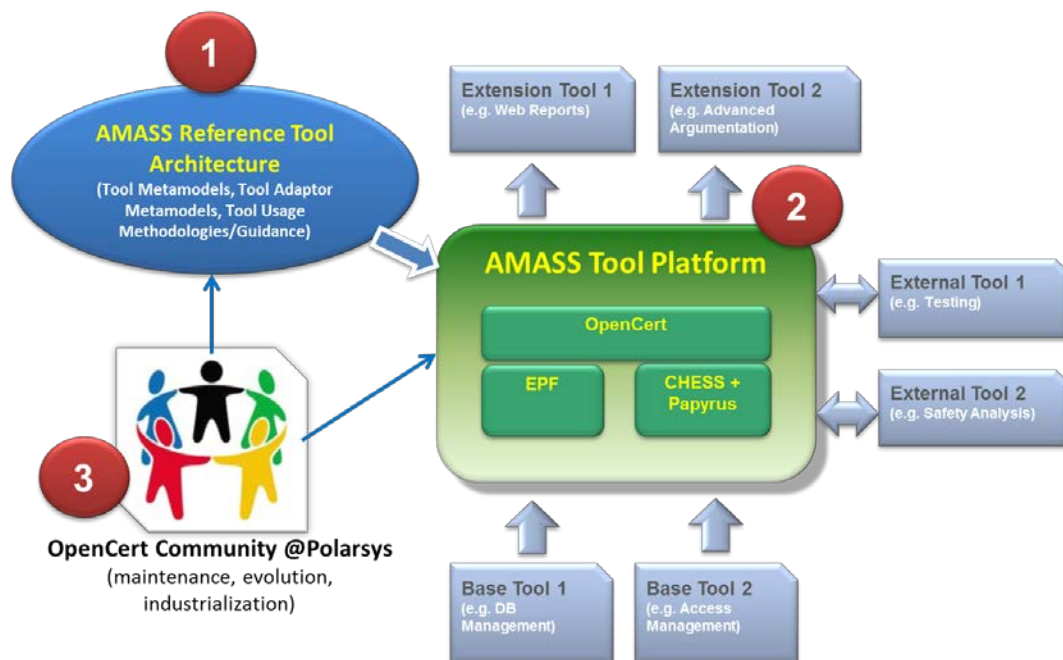 1
AMASS Reference Tool
Architecture
(Tool Metamodels, Tool Adaptor
Metamodels, Tool Usage
Methodologies/Guidance)
Extension Tool 1
(e.g. Web Reports)
Extension Tool 2
(e.g. Advanced
Argumentation)
2
AMASS Tool Platform
OpenCert
EPF
CHESS +
Papyrus
External Tool 1
(e.g. Testing)
External Tool 2
(e.g. Safety Analysis)
3
OpenCert Community @Polarsys
(maintenance, evolution,
industrialization)
Base Tool 1
(e.g. DB
Management)
Base Tool 2
(e.g. Access
Management)